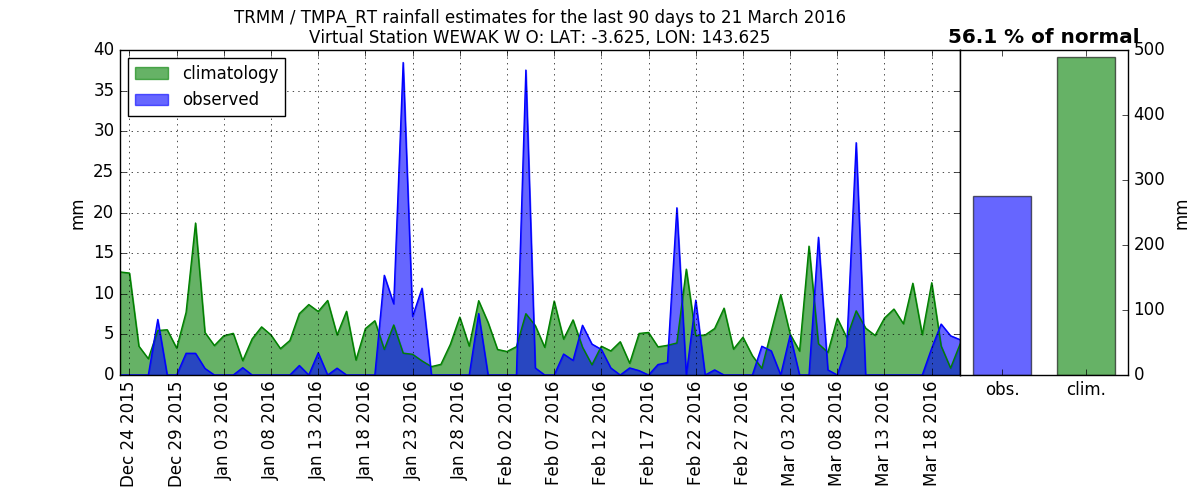 TRMM / TMPA_RT rainfall estimates for the last 90 days to 21 March 2016
Virtual Station WEWAK W O: LAT: -3.625, LON: 143.625
56.1 % of normal
climatology
observed
40
35
30
25
20
15
10
5
0
mm
Dec 24 2015
Dec 29 2015
Jan 03 2016
Jan 08 2016
Jan 13 2016
Jan 18 2016
Jan 23 2016
Jan 28 2016
Feb 02 2016
Feb 07 2016
Feb 12 2016
Feb 17 2016
Feb 22 2016
Feb 27 2016
Mar 03 2016
Mar 08 2016
Mar 13 2016
Mar 18 2016
obs.
clim.
500
400
300
200
100
0
mm